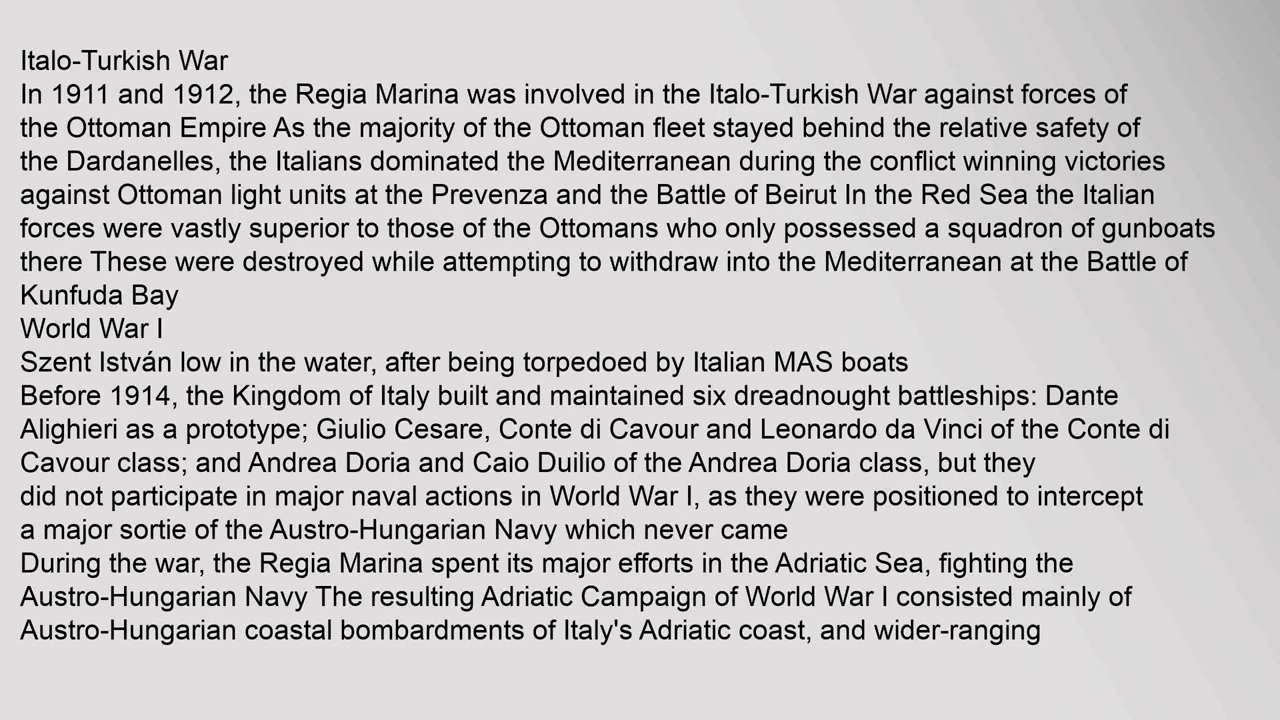 Italo-Turkish War
In 1911 and 1912, the Regia Marina was involved in the Italo-Turkish War against forces of
the Ottoman Empire As the majority of the Ottoman fleet stayed behind the relative safety of
the Dardanelles, the Italians dominated the Mediterranean during the conflict winning victories
against Ottoman light units at the Prevenza and the Battle of Beirut In the Red Sea the Italian
forces were vastly superior to those of the Ottomans who only possessed a squadron of gunboats
there These were destroyed while attempting to withdraw into the Mediterranean at the Battle of
Kunfuda Bay
World War I
Szent István low in the water, after being torpedoed by Italian MAS boats
Before 1914, the Kingdom of Italy built and maintained six dreadnought battleships: Dante
Alighieri as a prototype; Giulio Cesare, Conte di Cavour and Leonardo da Vinci of the Conte di
Cavour class; and Andrea Doria and Caio Duilio of the Andrea Doria class, but they
did not participate in major naval actions in World War I, as they were positioned to intercept
a major sortie of the Austro-Hungarian Navy which never came
During the war, the Regia Marina spent its major efforts in the Adriatic Sea, fighting the
Austro-Hungarian Navy The resulting Adriatic Campaign of World War I consisted mainly of
Austro-Hungarian coastal bombardments of Italy's Adriatic coast, and wider-ranging